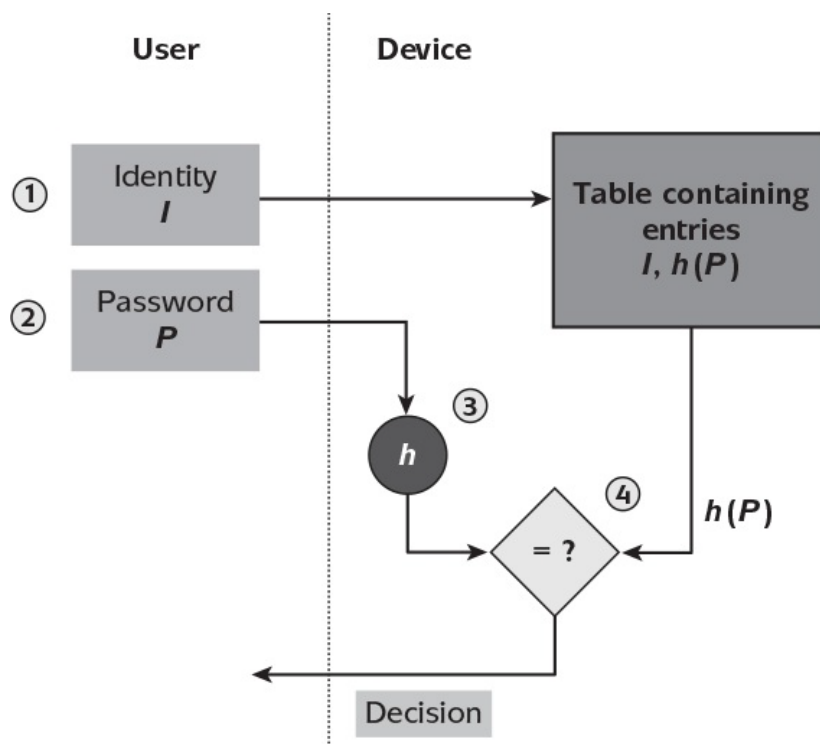 User
Device
1
Identity
I
Table containing
entries
I, h(P)
2
Password
P
3
h
4
= ?
h(P)
Decision